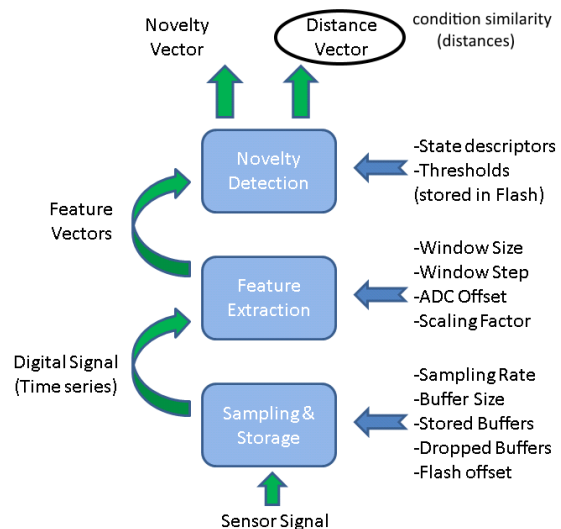 Novelty
Vector
Distance
Vector
condition similarity
(distances)
Novelty
Detection
-State descriptors
-Thresholds
(stored in Flash)
Feature
Vectors
Feature
Extraction
-Window Size
-Window Step
-ADC Offset
-Scaling Factor
Digital Signal
(Time series)
Sampling &
Storage
-Sampling Rate
-Buffer Size
-Stored Buffers
-Dropped Buffers
-Flash offset
Sensor Signal